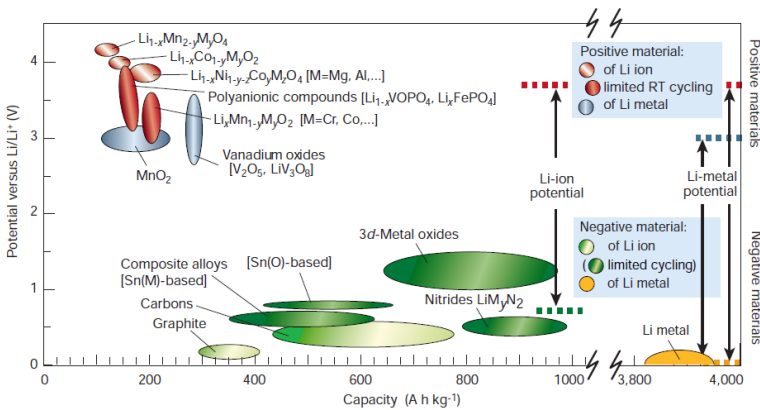 Li1-xMn2-yMyO4
Li1-xCo1-yMyO2
Li1-xNi1-y-zCoyMzO4 [M=Mg, Al,...]
Polyanionic compounds [Li1-xVOPO4, LixFePO4]
LixMn1-yMyO2 [M=Cr, Co,...]
MnO2
Vanadium oxides
[V2O5, LiV3O8]
Positive material:
of Li ion
limited RT cycling
of Li metal
Positive materials
Li-ion
potential
Li-metal
potential
Negative material:
of Li ion
(limited cycling)
of Li metal
Negative materials
3d-Metal oxides
[Sn(O)-based]
Composite alloys
[Sn(M)-based]
Carbons
Graphite
Nitrides LiMyN2
Li metal
Potential versus Li/Li+ (V)
4
3
2
1
0
0
200
400
600
800
1000
3,800
4,000
Capacity (A h kg-1)